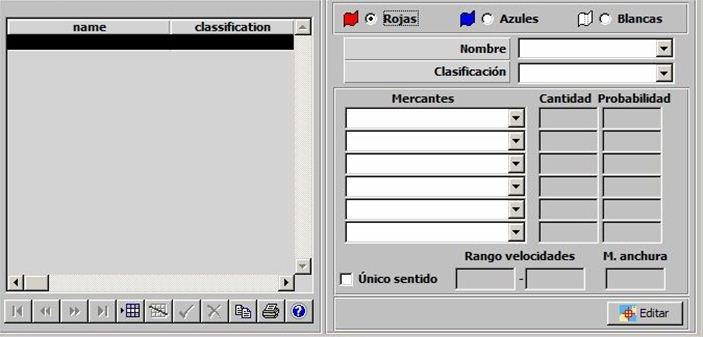 name classification
Rojas Azules Blancas
Nombre
Clasificación
Mercantes Cantidad Probabilidad
Rango velocidades M. anchura
Único sentido -
Editar